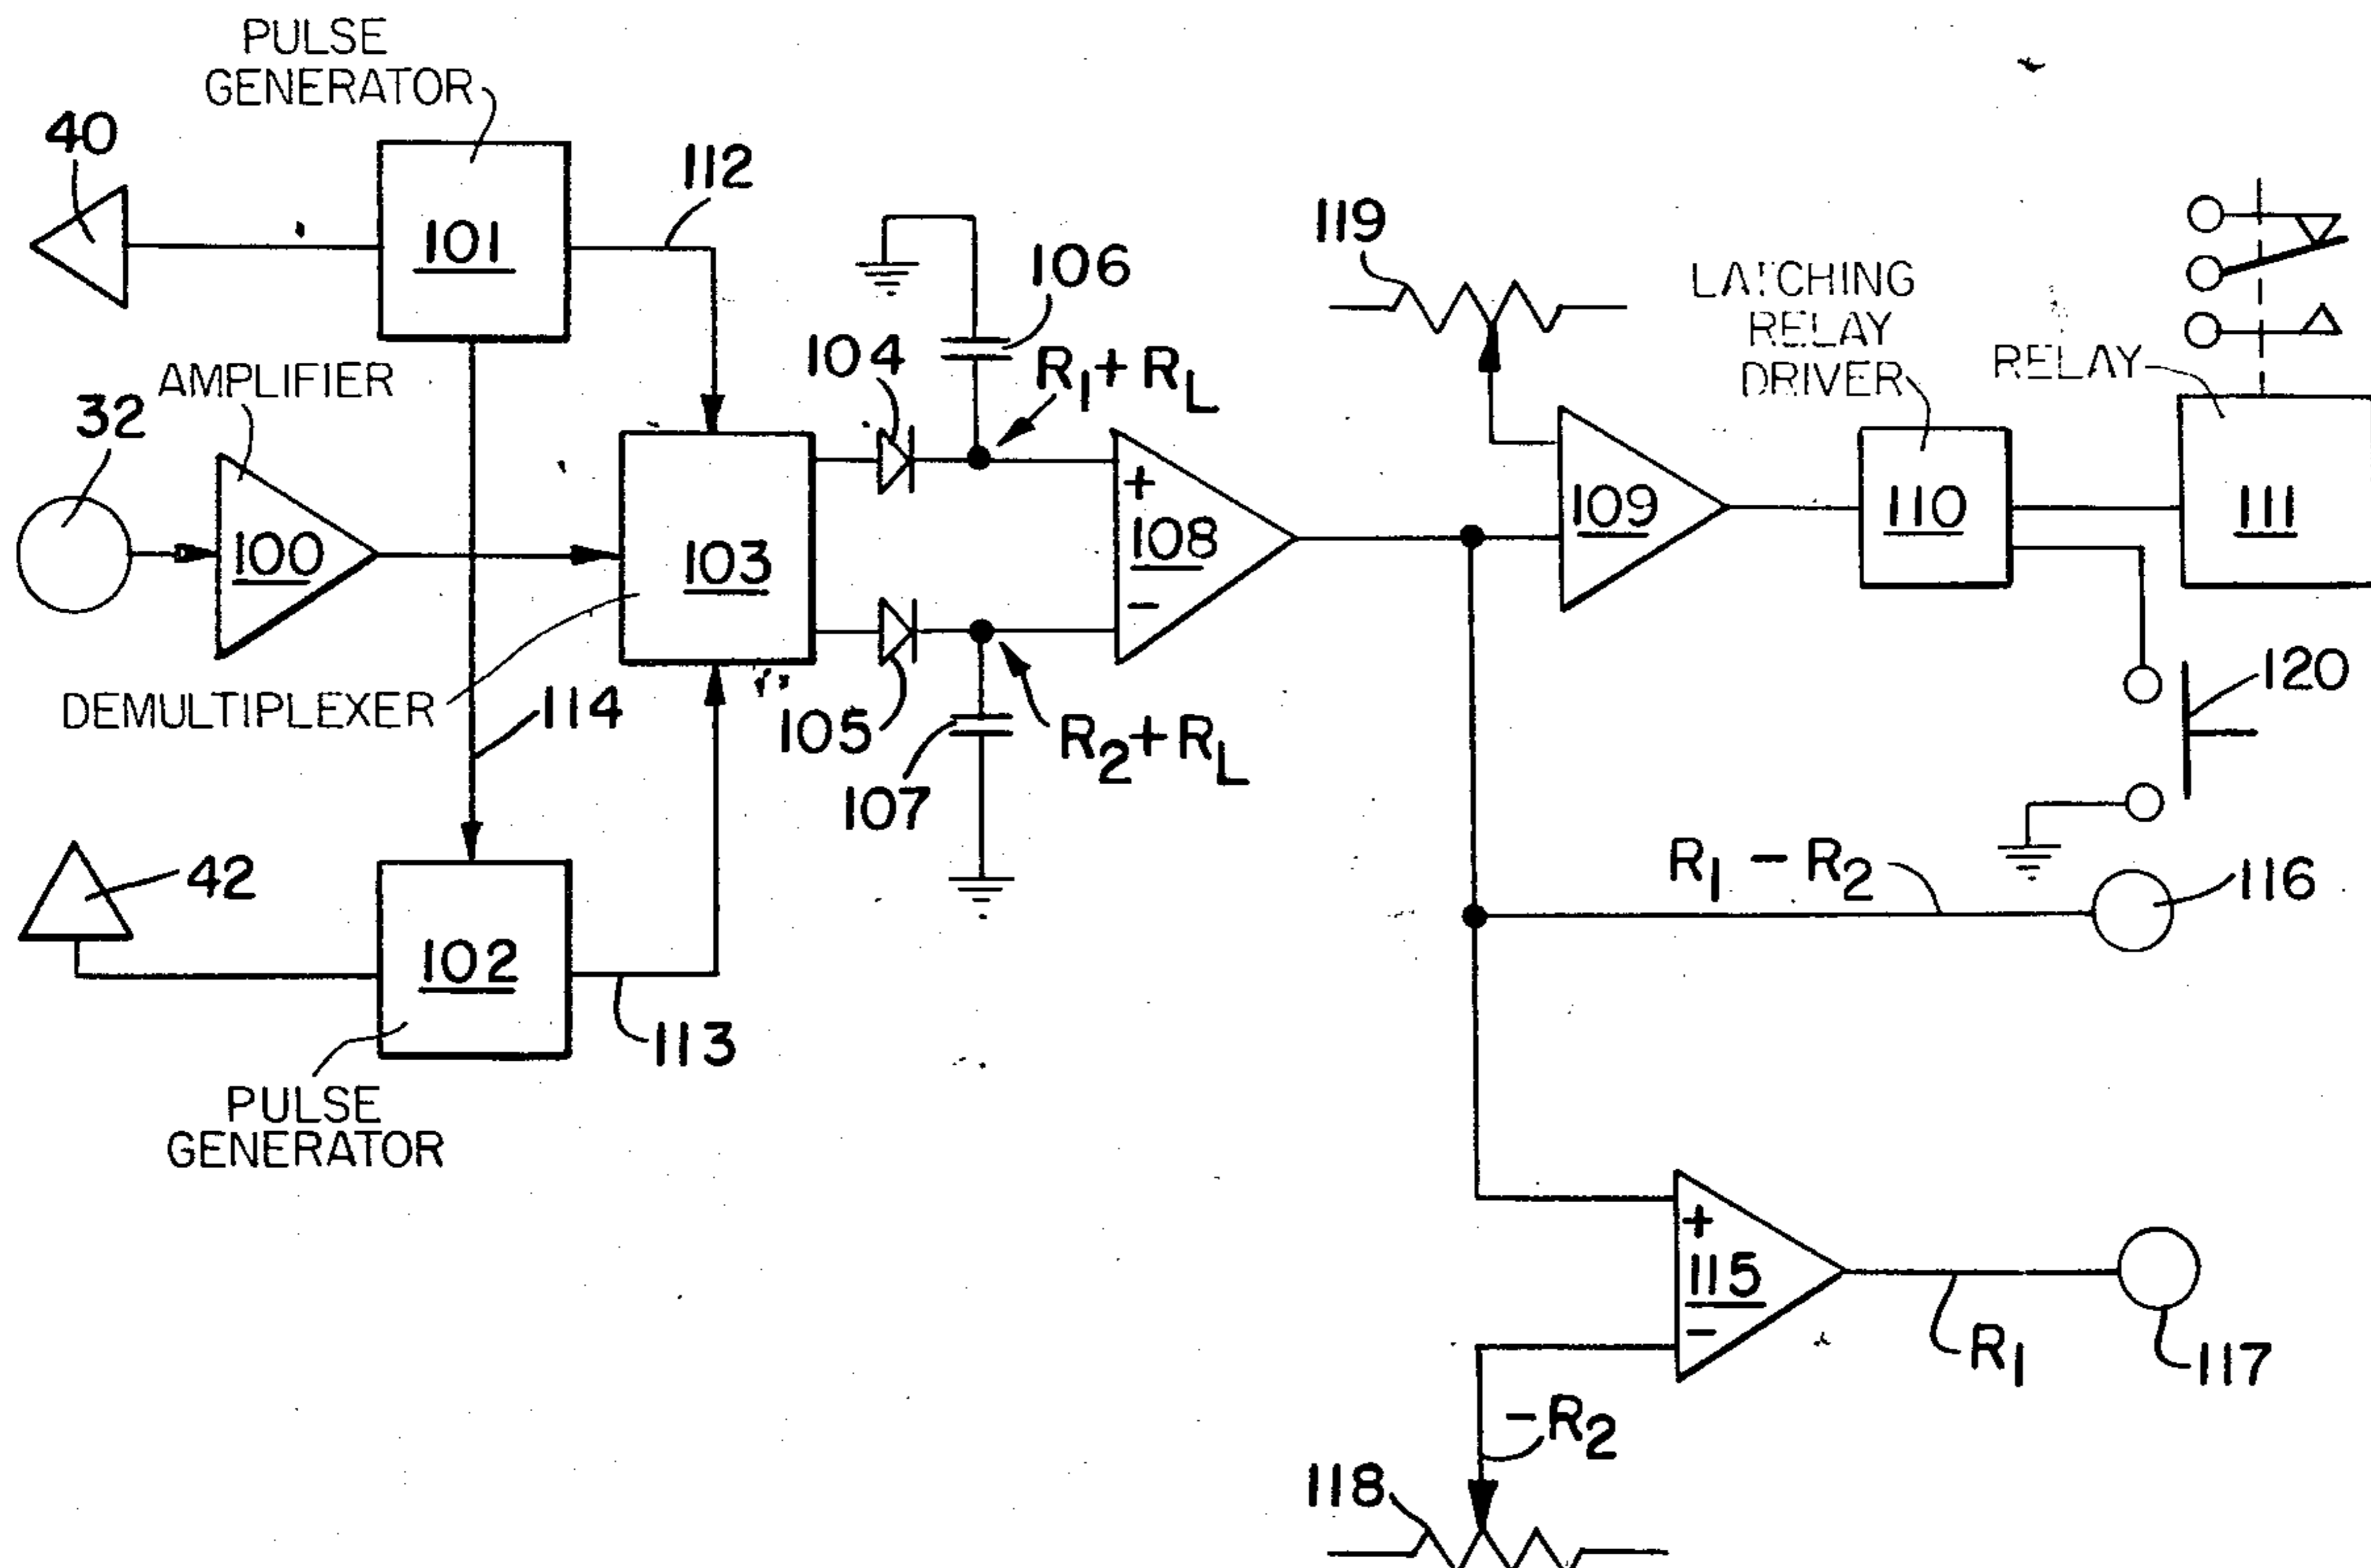 PULSE
GENERATOR
40
101
112
119
106
LATCHING
RELAY
DRIVER
RELAY
104
R1 + RL
AMPLIFIER
32
100
103
+
108
−
109
110
111
DEMULTIPLEXER
114
105
107
R2 + RL
120
42
102
113
R1 − R2
116
PULSE
GENERATOR
+
115
−
R1
117
−R2
118